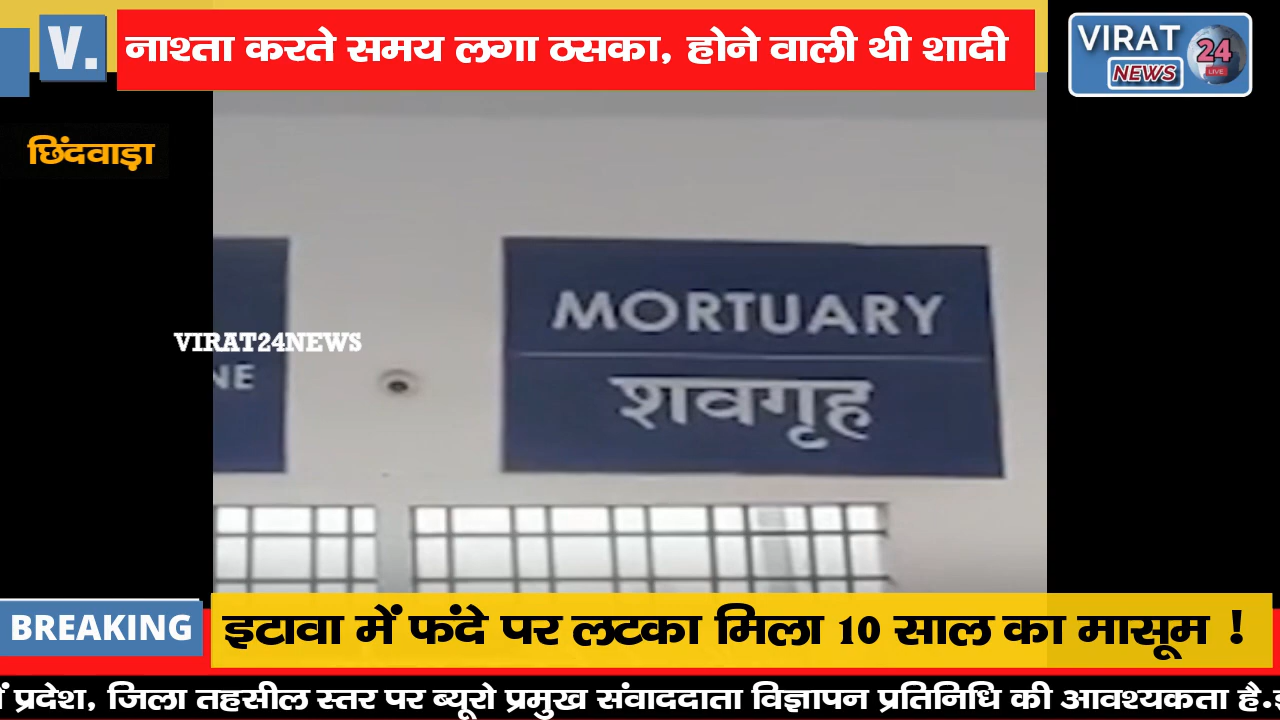 V. नाश्ता करते समय लगा ठसका, होने वाली थी शादी
VIRAT
24
NEWS
LIVE
छिंदवाड़ा
MORTUARY
VIRAT24NEWS
NE
शवगृह
BREAKING
इटावा में फंदे पर लटका मिला 10 साल का मासूम !
प्रदेश, जिला तहसील स्तर पर ब्यूरो प्रमुख संवाददाता विज्ञापन प्रतिनिधि की आवश्यकता है.